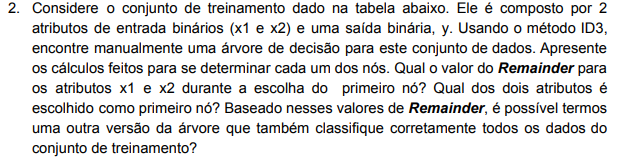 2. Considere o conjunto de treinamento dado na tabela abaixo. Ele é composto por 2
atributos de entrada binários (x1 e x2) e uma saída binária, y. Usando o método ID3,
encontre manualmente uma árvore de decisão para este conjunto de dados. Apresente
os cálculos feitos para se determinar cada um dos nós. Qual o valor do Remainder para
os atributos x1 e x2 durante a escolha do primeiro nó? Qual dos dois atributos é
escolhido como primeiro nó? Baseado nesses valores de Remainder, é possível termos
uma outra versão da árvore que também classifique corretamente todos os dados do
conjunto de treinamento?